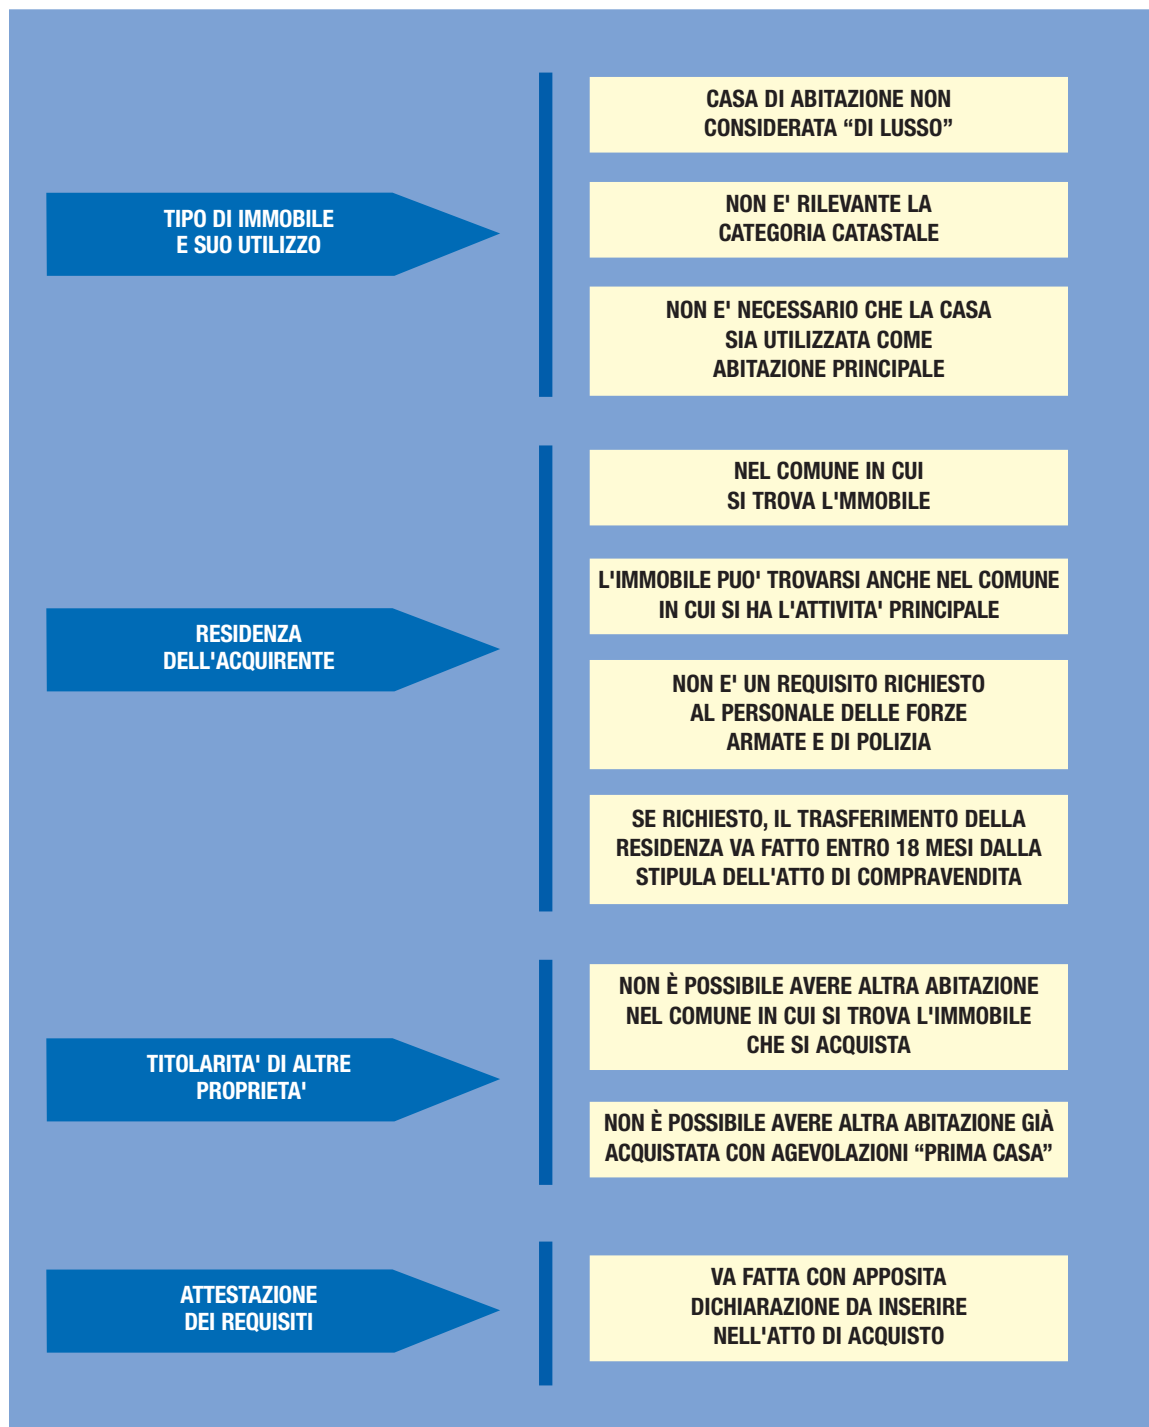 TIPO DI IMMOBILE
E SUO UTILIZZO
CASA DI ABITAZIONE NON
CONSIDERATA “DI LUSSO”
NON E' RILEVANTE LA
CATEGORIA CATASTALE
NON E' NECESSARIO CHE LA CASA
SIA UTILIZZATA COME
ABITAZIONE PRINCIPALE
RESIDENZA
DELL'ACQUIRENTE
NEL COMUNE IN CUI
SI TROVA L'MMOBILE
L'IMMOBILE PUO' TROVARSI ANCHE NEL COMUNE
IN CUI SI HA L'ATTIVITA' PRINCIPALE
NON E' UN REQUISITO RICHIESTO
AL PERSONALE DELLE FORZE
ARMATE E DI POLIZIA
SE RICHIESTO, IL TRASFERIMENTO DELLA
RESIDENZA VA FATTO ENTRO 18 MESI DALLA
STIPULA DELL'ATTO DI COMPRAVENDITA
TITOLARITA' DI ALTRE
PROPRIETA'
NON È POSSIBILE AVERE ALTRA ABITAZIONE
NEL COMUNE IN CUI SI TROVA L'IMMOBILE
CHE SI ACQUISTA
NON È POSSIBILE AVERE ALTRA ABITAZIONE GIÀ
ACQUISTATA CON AGEVOLAZIONI “PRIMA CASA”
ATTESTAZIONE
DEI REQUISITI
VA FATTA CON APPOSITA
DICHIARAZIONE DA INSERIRE
NELL'ATTO DI ACQUISTO